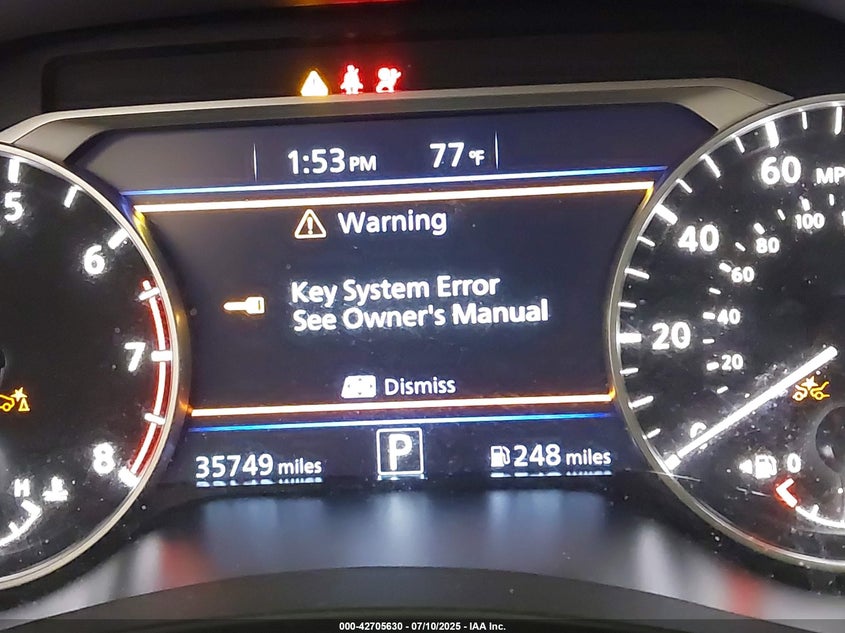 1:53 PM 77 °F
Warning
Key System Error
See Owner's Manual
Dismiss
35749 miles P 248 miles
5
6
7
8
H
60 MP
40
20
100
80
60
40
20
0
000-42705630 - 07/10/2025 - IAA Inc.